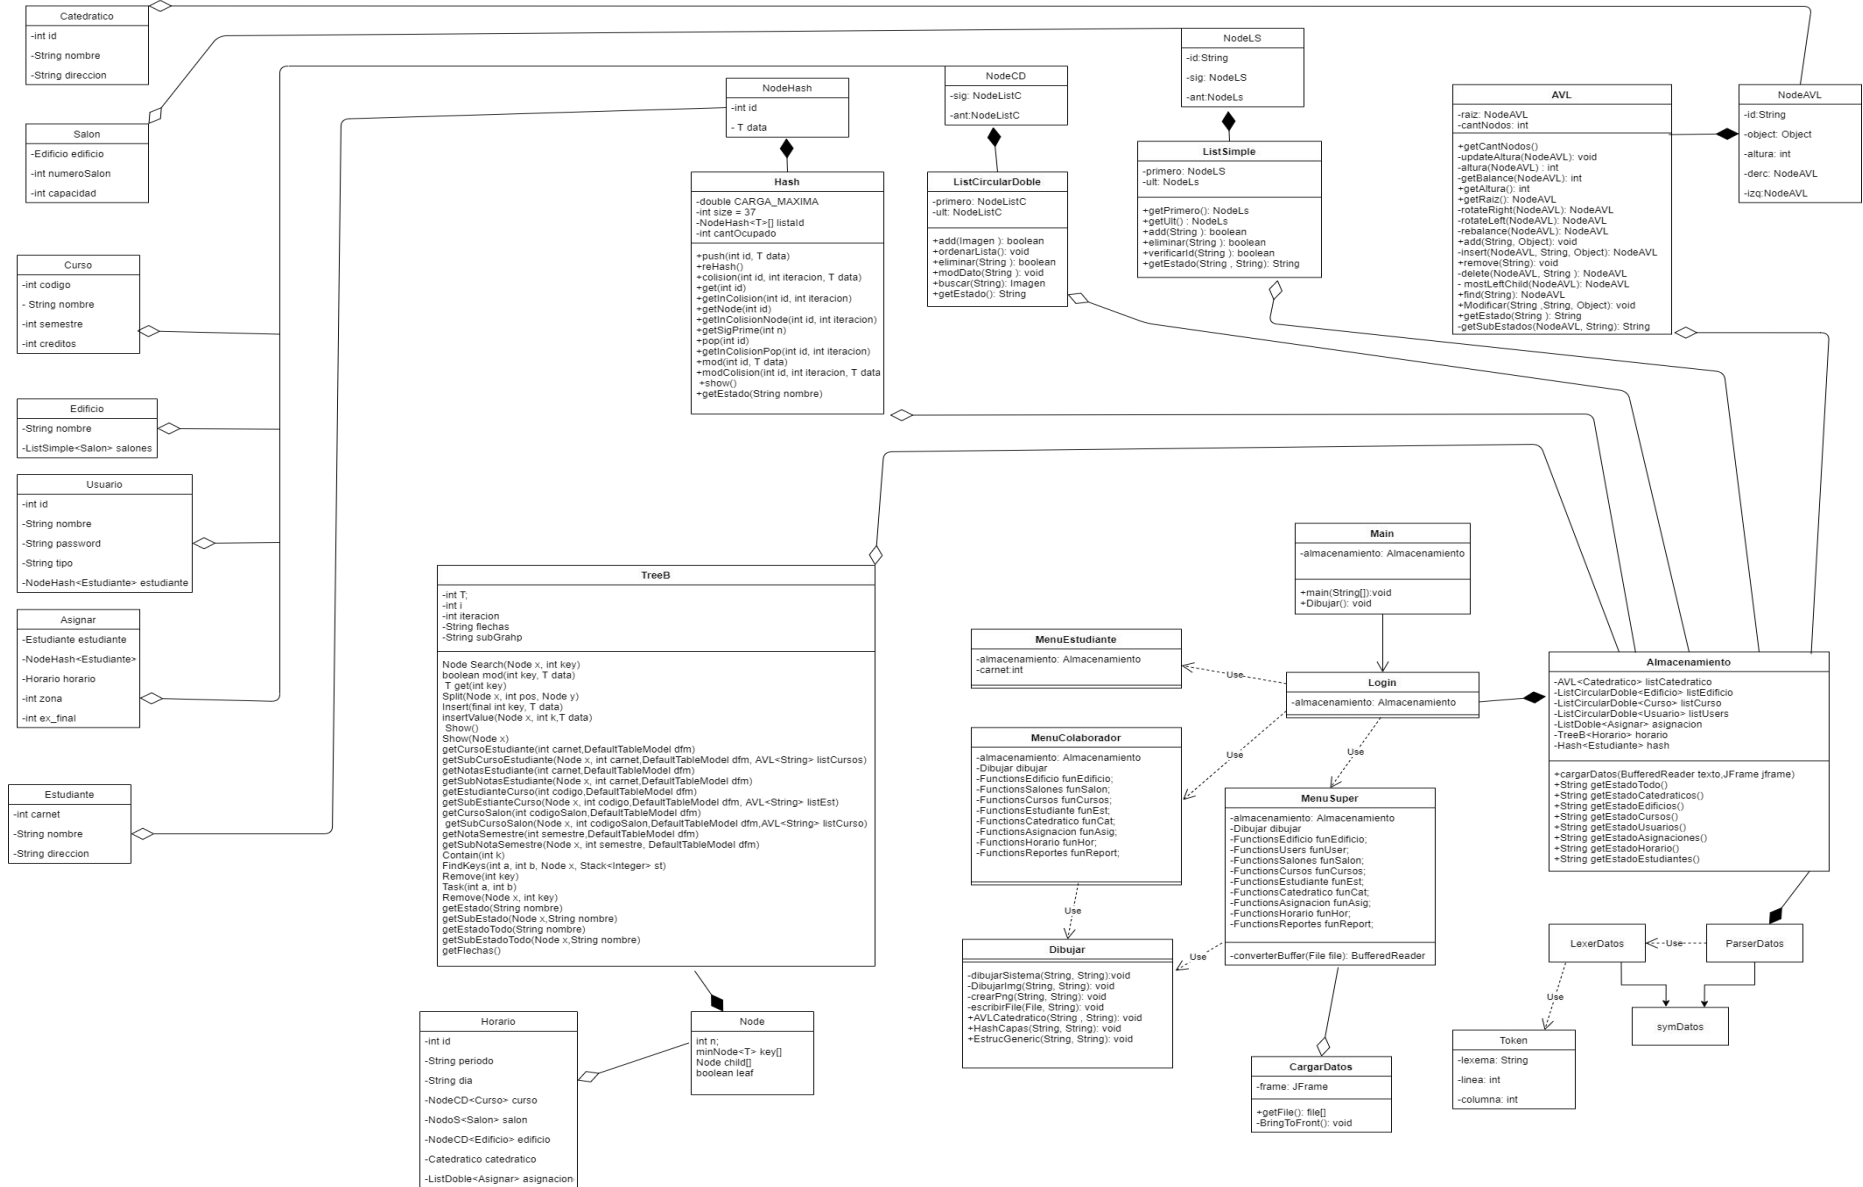 Catedratico
-int id
-String nombre
-String direccion
Salon
-Edificio edificio
-int numeroSalon
-int capacidad
Curso
-int codigo
- String nombre
-int semestre
-int creditos
Edificio
-String nombre
-ListSimple<Salon> salones
Usuario
-int id
-String nombre
-String password
-String tipo
-NodeHash<Estudiante> estudiante
Asignar
-Estudiante estudiante
-NodeHash<Estudiante>
-Horario horario
-int zona
-int ex_final
Estudiante
-int carnet
-String nombre
-String direccion
NodeHash
-int id
- T data
Hash
-double CARGA_MAXIMA
-int size = 37
-NodeHash<T>[] listaId
-int cantOcupado
+push(int id, T data)
+reHash()
+colision(int id, int iteracion, T data)
+get(int id)
+getInColision(int id, int iteracion)
+getNode(int id)
+getInColisionNode(int id, int iteracion)
+getSigPrime(int n)
+pop(int id)
+getInColisionPop(int id, int iteracion)
+mod(int id, T data)
+modColision(int id, int iteracion, T data
+show()
+getEstado(String nombre)
NodeCD
-sig: NodeListC
-ant:NodeListC
ListCircularDoble
-primero: NodeListC
-ult: NodeListC
+add(Imagen ): boolean
+ordenarLista(): void
+eliminar(String ): boolean
+modDato(String ): void
+buscar(String): Imagen
+getEstado(): String
NodeLS
-id:String
-sig: NodeLS
-ant:NodeLs
ListSimple
-primero: NodeLS
-ult: NodeLs
+getPrimero(): NodeLs
+getUlt() : NodeLs
+add(String ): boolean
+eliminar(String ): boolean
+verificarId(String ): boolean
+getEstado(String , String): String
AVL
-raiz: NodeAVL
-cantNodos: int
+getCantNodos()
-updateAltura(NodeAVL): void
-altura(NodeAVL) : int
-getBalance(NodeAVL): int
+getAltura(): int
+getRaiz(): NodeAVL
-rotateRight(NodeAVL): NodeAVL
-rotateLeft(NodeAVL): NodeAVL
-rebalance(NodeAVL): NodeAVL
+add(String, Object): void
-insert(NodeAVL, String, Object): NodeAVL
+remove(String): void
-delete(NodeAVL, String ): NodeAVL
- mostLeftChild(NodeAVL): NodeAVL
+find(String): NodeAVL
+Modificar(String ,String, Object): void
+getEstado(String ): String
-getSubEstados(NodeAVL, String): String
NodeAVL
-id:String
-object: Object
-altura: int
-derc: NodeAVL
-izq:NodeAVL
TreeB
-int T;
-int i
-int iteracion
-String flechas
-String subGrahp
Node Search(Node x, int key)
boolean mod(int key, T data)
T get(int key)
Split(Node x, int pos, Node y)
Insert(final int key, T data)
insertValue(Node x, int k,T data)
Show()
Show(Node x)
getCursoEstudiante(int carnet,DefaultTableModel dfm)
getSubCursoEstudiante(Node x, int carnet,DefaultTableModel dfm, AVL<String> listCursos)
getNotasEstudiante(int carnet,DefaultTableModel dfm)
getSubNotasEstudiante(Node x, int carnet,DefaultTableModel dfm)
getEstudianteCurso(int codigo,DefaultTableModel dfm)
getSubEstianteCurso(Node x, int codigo,DefaultTableModel dfm, AVL<String> listEst)
getCursoSalon(int codigoSalon,DefaultTableModel dfm)
getSubCursoSalon(Node x, int codigoSalon,DefaultTableModel dfm,AVL<String> listCurso)
getNotaSemestre(int semestre,DefaultTableModel dfm)
getSubNotaSemestre(Node x, int semestre, DefaultTableModel dfm)
Contain(int k)
FindKeys(int a, int b, Node x, Stack<Integer> st)
Remove(int key)
Task(int a, int b)
Remove(Node x, int key)
getEstado(String nombre)
getSubEstado(Node x,String nombre)
getEstadoTodo(String nombre)
getSubEstadoTodo(Node x,String nombre)
getFlechas()
Horario
-int id
-String periodo
-String dia
-NodeCD<Curso> curso
-NodoS<Salon> salon
-NodeCD<Edificio> edificio
-Catedratico catedratico
-ListDoble<Asignar> asignacion
Node
int n;
minNode<T> key[]
Node child[]
boolean leaf
Main
-almacenamiento: Almacenamiento
+main(String[]):void
+Dibujar(): void
MenuEstudiante
-almacenamiento: Almacenamiento
-carnet:int
Use
Login
-almacenamiento: Almacenamiento
Use
Use
MenuColaborador
-almacenamiento: Almacenamiento
-Dibujar dibujar
-FunctionsEdificio funEdificio;
-FunctionsSalones funSalon;
-FunctionsCursos funCursos;
-FunctionsEstudiante funEst;
-FunctionsCatedratico funCat;
-FunctionsAsignacion funAsig;
-FunctionsHorario funHor;
-FunctionsReportes funReport;
Use
MenuSuper
-almacenamiento: Almacenamiento
-Dibujar dibujar
-FunctionsEdificio funEdificio;
-FunctionsUsers funUser;
-FunctionsSalones funSalon;
-FunctionsCursos funCursos;
-FunctionsEstudiante funEst;
-FunctionsCatedratico funCat;
-FunctionsAsignacion funAsig;
-FunctionsHorario funHor;
-FunctionsReportes funReport;
-converterBuffer(File file): BufferedReader
Use
Dibujar
-dibujarSistema(String, String):void
-DibujarImg(String, String): void
-crearPng(String, String): void
-escribirFile(File, String): void
+AVLCatedratico(String , String): void
+HashCapas(String, String): void
+EstrucGeneric(String, String): void
CargarDatos
-frame: JFrame
+getFile(): file[]
-BringToFront(): void
Almacenamiento
-AVL<Catedratico> listCatedratico
-ListCircularDoble<Edificio> listEdificio
-ListCircularDoble<Curso> listCurso
-ListCircularDoble<Usuario> listUsers
-ListDoble<Asignar> asignacion
-TreeB<Horario> horario
-Hash<Estudiante> hash
+cargarDatos(BufferedReader texto,JFrame jframe)
+String getEstadoTodo()
+String getEstadoCatedraticos()
+String getEstadoEdificios()
+String getEstadoCursos()
+String getEstadoUsuarios()
+String getEstadoAsignaciones()
+String getEstadoHorario()
+String getEstadoEstudiantes()
LexerDatos
Use
ParserDatos
Use
symDatos
Token
-lexema: String
-linea: int
-columna: int